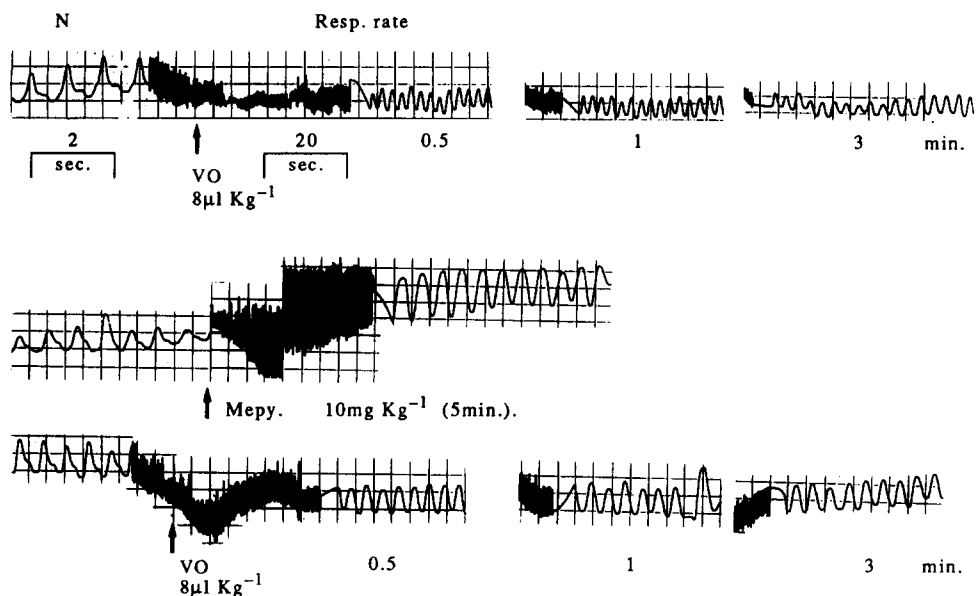 N Resp. rate
2 20 0.5 1 3 min.
sec. sec.
VO
8µl Kg⁻¹
Mepy. 10mg Kg⁻¹ (5min.).
0.5 1 3 min.
VO
8µl Kg⁻¹